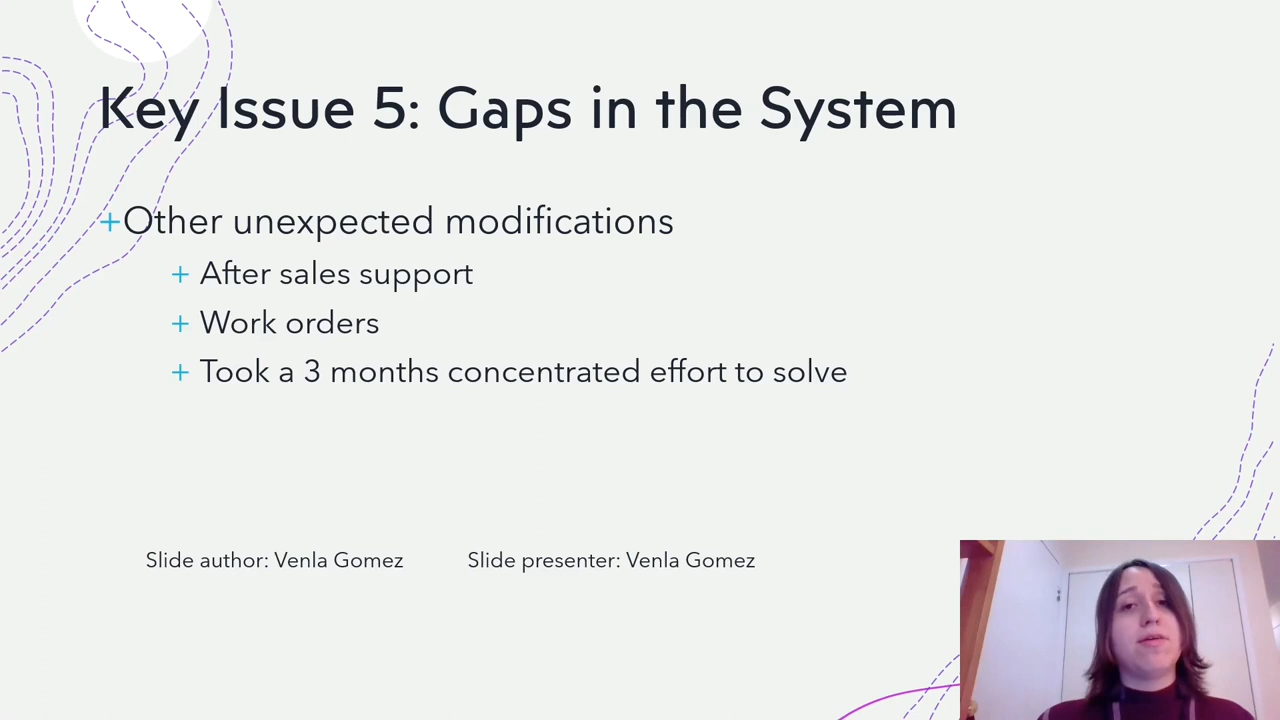 Key Issue 5: Gaps in the System
+Other unexpected modifications
+ After sales support
+ Work orders
+ Took a 3 months concentrated effort to solve
Slide author: Venla Gomez
Slide presenter: Venla Gomez